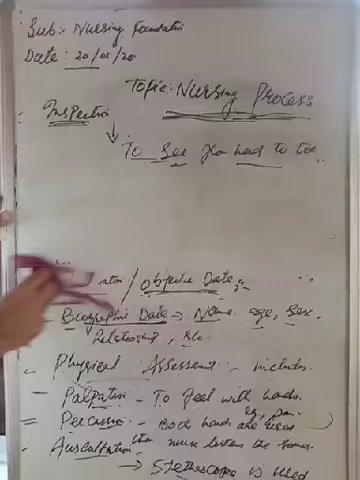 Sub: Nursing Foundation
Date: 20/05/20
Topic: Nursing Process
Inspection
To See from head to toe
/ Objective Data
- Biographic Data → Name, age, Sex,
Relationship,
- Physical Assessment - includes
- Palpation - To feel with hands.
= Percussion - Both hands are used
- Auscultation - the nurse listens the
→ Stethoscope is used